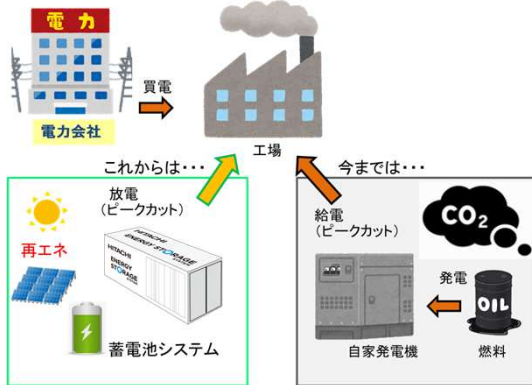 電力
買電
電力会社
工場
これからは・・・
今までは・・・
放電
(ピークカット)
再エネ
HITACHI
ENERGY STORAGE
HITACHI
ENERGY
STORAGE
蓄電池システム
給電
(ピークカット)
CO2
発電
OIL
自家発電機
燃料